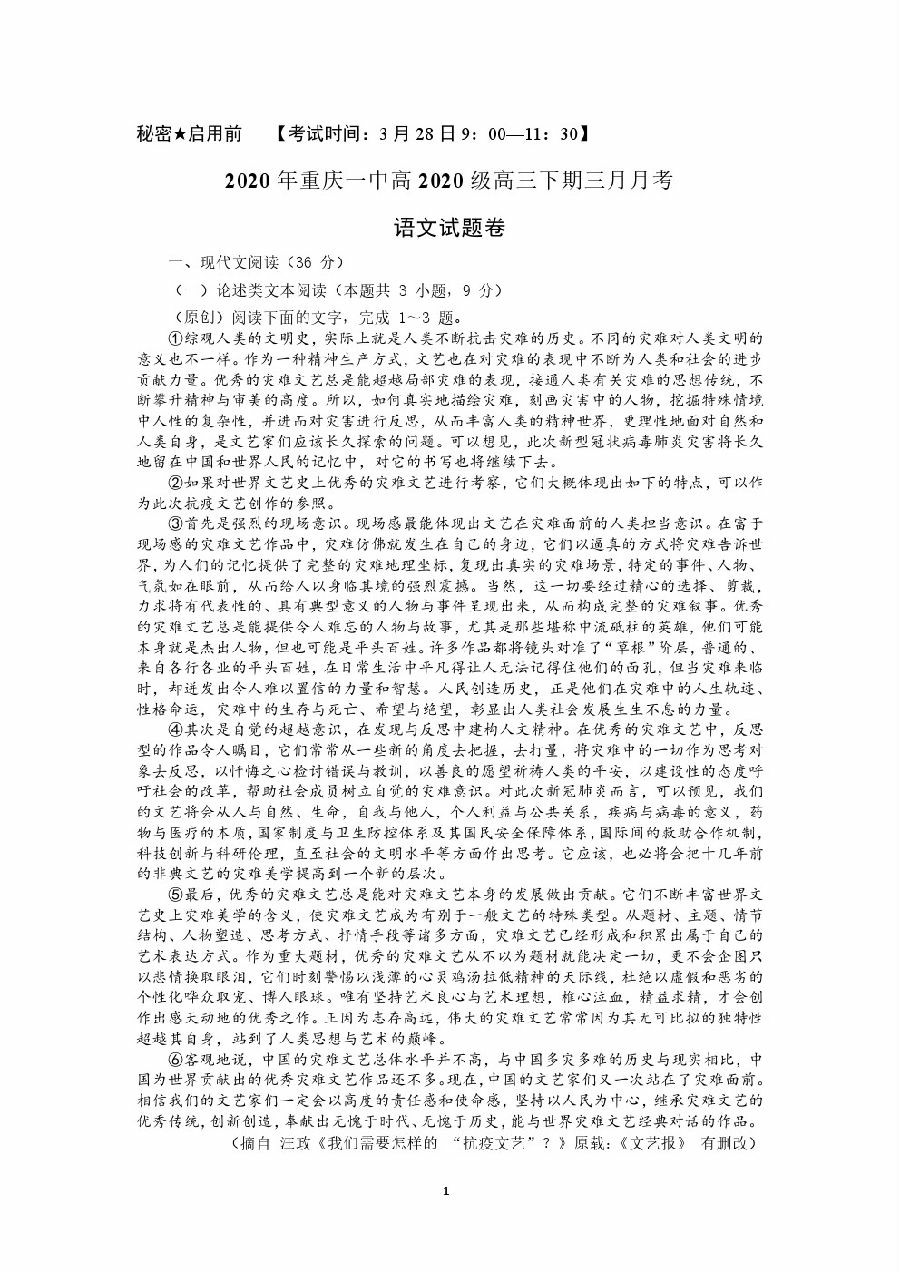 秘密★启用前 【考试时间：3 月 28 日 9：00—11：30】
2020 年重庆一中高 2020 级高三下期三月月考
语文试题卷
一、现代文阅读（36 分）
（ ）论述类文本阅读（本题共 3 小题，9 分）
（原创）阅读下面的文字，完成 1～3 题。
①综观人类的文明史，实际上就是人类不断抗击灾难的历史。不同的灾难对人类文明的
意义也不一样。作为一种精神生产方式，文艺也在对灾难的表现中不断为人类和社会的进步
贡献力量。优秀的灾难文艺总是能超越局部灾难的表现，接通人类有关灾难的思想传统，不
断攀升精神与审美的高度。所以，如何真实地描绘灾难，刻画灾害中的人物，挖掘特殊情境
中人性的复杂性，并进而对灾害进行反思，从而丰富人类的精神世界，更理性地面对自然和
人类自身，是文艺家们应该长久探索的问题。可以想见，此次新型冠状病毒肺炎灾害将长久
地留在中国和世界人民的记忆中，对它的书写也将继续下去。
②如果对世界文艺史上优秀的灾难文艺进行考察，它们大概体现出如下的特点，可以作
为此次抗疫文艺创作的参照。
③首先是强烈的现场意识。现场感最能体现出文艺在灾难面前的人类担当意识。在富于
现场感的灾难文艺作品中，灾难仿佛就发生在自己的身边，它们以逼真的方式将灾难告诉世
界，为人们的记忆提供了完整的灾难地理坐标，复现出真实的灾难场景，特定的事件、人物、
气氛如在眼前，从而给人以身临其境的强烈震撼。当然，这一切要经过精心的选择、剪裁，
力求将有代表性的、具有典型意义的人物与事件呈现出来，从而构成完整的灾难叙事。优秀
的灾难文艺总是能提供令人难忘的人物与故事，尤其是那些堪称中流砥柱的英雄，他们可能
本身就是杰出人物，但也可能是平头百姓。许多作品都将镜头对准了“草根”阶层，普通的、
来自各行各业的平头百姓，在日常生活中平凡得让人无法记得住他们的面孔，但当灾难来临
时，却迸发出令人难以置信的力量和智慧。人民创造历史，正是他们在灾难中的人生轨迹、
性格命运，灾难中的生存与死亡、希望与绝望，彰显出人类社会发展生生不息的力量。
④其次是自觉的超越意识，在发现与反思中建构人文精神。在优秀的灾难文艺中，反思
型的作品令人瞩目，它们常常从一些新的角度去把握，去打量，将灾难中的一切作为思考对
象去反思，以忏悔之心检讨错误与教训，以善良的愿望祈祷人类的平安，以建设性的态度呼
吁社会的改革，帮助社会成员树立自觉的灾难意识。对此次新冠肺炎而言，可以预见，我们
的文艺将会从人与自然、生命，自我与他人，个人利益与公共关系，疾病与病毒的意义，药
物与医疗的本质，国家制度与卫生防控体系及其国民安全保障体系，国际间的救助合作机制，
科技创新与科研伦理，直至社会的文明水平等方面作出思考。它应该，也必将会把十几年前
的非典文艺的灾难美学提高到一个新的层次。
⑤最后，优秀的灾难文艺总是能对灾难文艺本身的发展做出贡献。它们不断丰富世界文
艺史上灾难美学的含义，使灾难文艺成为有别于一般文艺的特殊类型。从题材、主题、情节
结构、人物塑造、思考方式、抒情手段等诸多方面，灾难文艺已经形成和积累出属于自己的
艺术表达方式。作为重大题材，优秀的灾难文艺从不以为题材就能决定一切，更不会企图只
以悲情换取眼泪，它们时刻警惕以浅薄的心灵鸡汤拉低精神的天际线，杜绝以虚假和恶劣的
个性化哗众取宠、博人眼球。唯有坚持艺术良心与艺术理想，椎心泣血，精益求精，才会创
作出感天动地的优秀之作。正因为志存高远，伟大的灾难文艺常常因为其无可比拟的独特性
超越其自身，站到了人类思想与艺术的巅峰。
⑥客观地说，中国的灾难文艺总体水平并不高，与中国多灾多难的历史与现实相比，中
国为世界贡献出的优秀灾难文艺作品还不多。现在，中国的文艺家们又一次站在了灾难面前。
相信我们的文艺家们一定会以高度的责任感和使命感，坚持以人民为中心，继承灾难文艺的
优秀传统，创新创造，奉献出无愧于时代、无愧于历史，能与世界灾难文艺经典对话的作品。
（摘自 汪政《我们需要怎样的 “抗疫文艺”？》原载：《文艺报》 有删改）
1